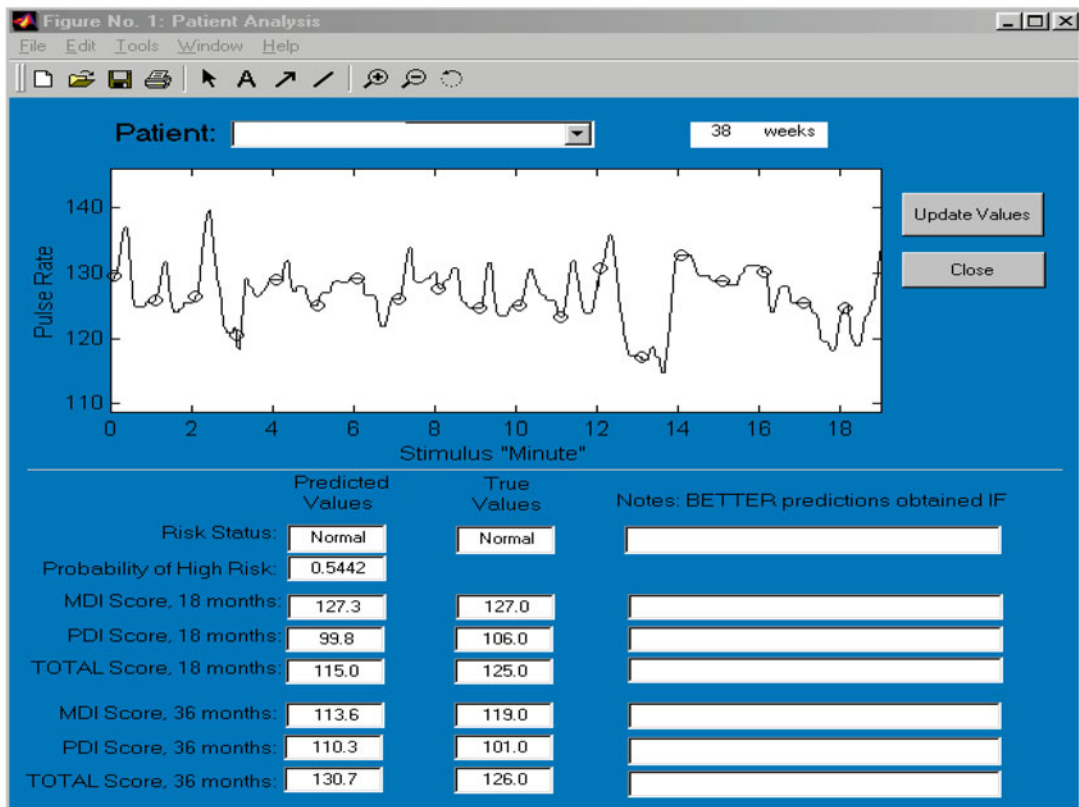 Figure No. 1: Patient Analysis
File Edit Tools Window Help
A
Patient:
38 weeks
140
130
120
110
Pulse Rate
0 2 4 6 8 10 12 14 16 18
Stimulus "Minute"
Update Values
Close
Predicted Values
True Values
Notes: BETTER predictions obtained IF
Risk Status: Normal Normal
Probability of High Risk: 0.5442
MDI Score, 18 months: 127.3 127.0
PDI Score, 18 months: 99.8 106.0
TOTAL Score, 18 months: 115.0 125.0
MDI Score, 36 months: 113.6 119.0
PDI Score, 36 months: 110.3 101.0
TOTAL Score, 36 months: 130.7 126.0